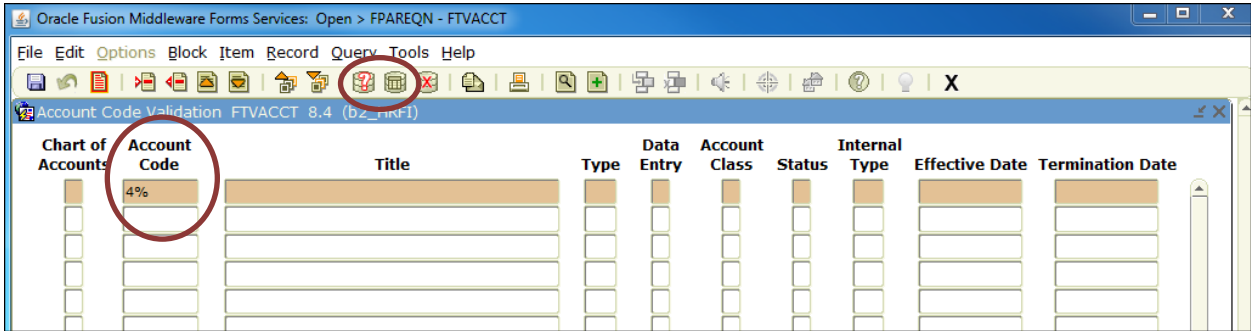 Oracle Fusion Middleware Forms Services: Open > FPAREQN - FTVACCT
File Edit Options Block Item Record Query Tools Help
X
Account Code Validation FTVACCT 8.4 (b2_HRFI)
Chart of Accounts Account Code Title Type Data Entry Account Class Status Internal Type Effective Date Termination Date
4%